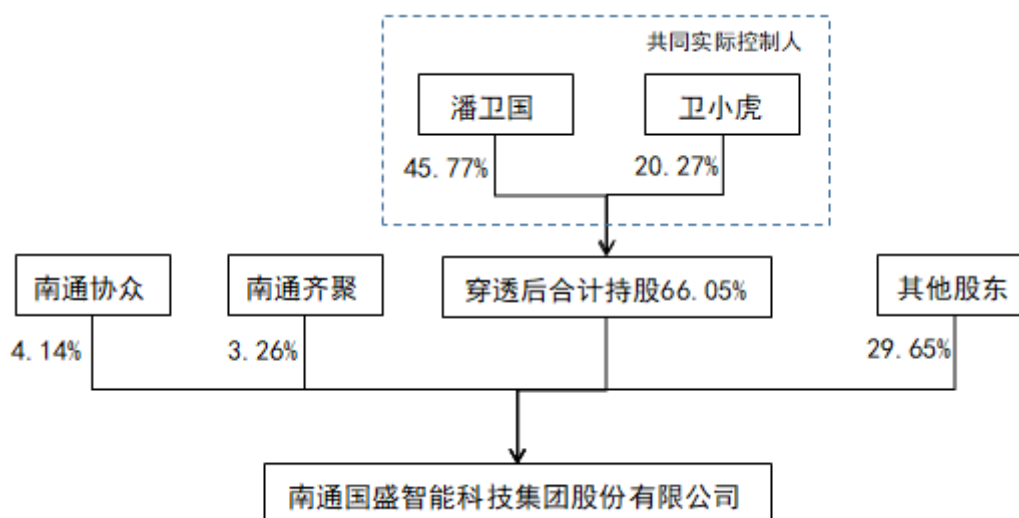 共同实际控制人
潘卫国
卫小虎
45.77%
20.27%
南通协众
南通齐聚
穿透后合计持股66.05%
其他股东
4.14%
3.26%
29.65%
南通国盛智能科技集团股份有限公司